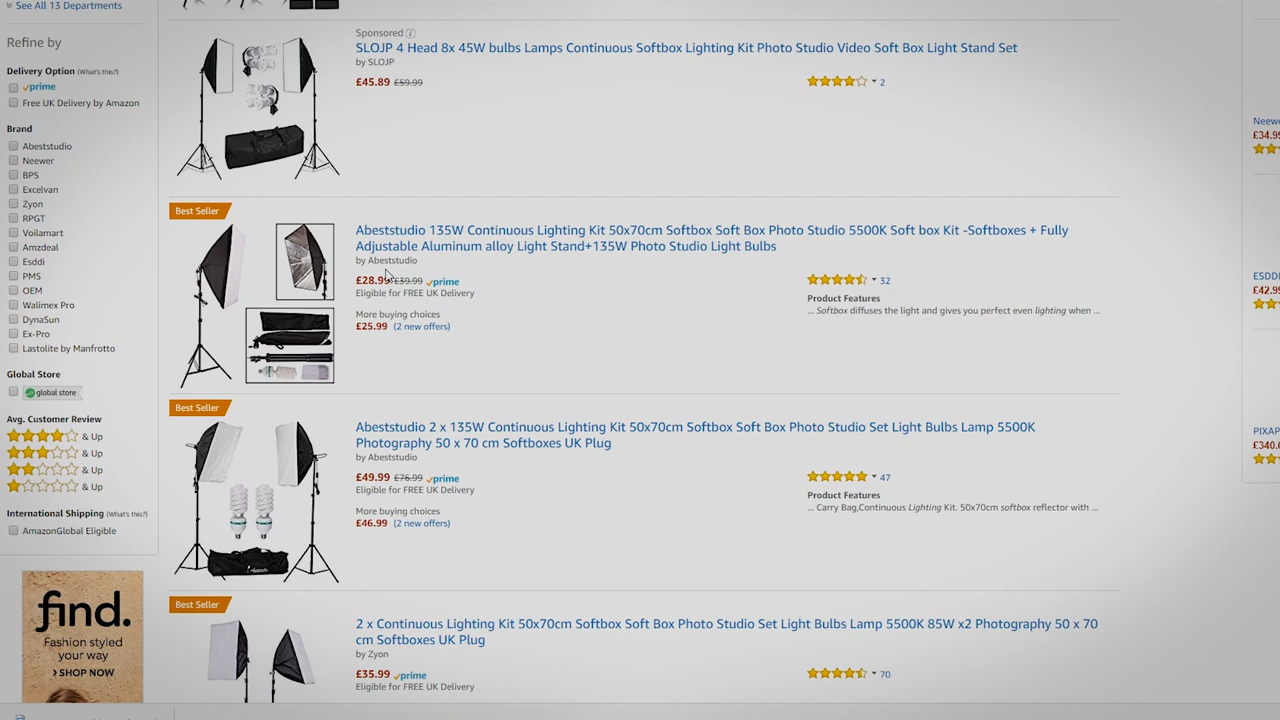 See All 13 Departments
Refine by
Delivery Option (What's this?)
prime
Free UK Delivery by Amazon
Brand
Abeststudio
Neewer
BPS
Excelvan
Zyon
RPGT
Voilamart
Amzdeal
Esddi
PMS
OEM
Walimex Pro
DynaSun
Ex-Pro
Lastolite by Manfrotto
Global Store
global store
Avg. Customer Review
& Up
& Up
& Up
& Up
International Shipping (What's this?)
AmazonGlobal Eligible
find.
Fashion styled
your way
› SHOP NOW
Sponsored
SLOJP 4 Head 8x 45W bulbs Lamps Continuous Softbox Lighting Kit Photo Studio Video Soft Box Light Stand Set
by SLOJP
£45.89 £59.99
2
Best Seller
Abeststudio 135W Continuous Lighting Kit 50x70cm Softbox Soft Box Photo Studio 5500K Soft box Kit -Softboxes + Fully
Adjustable Aluminum alloy Light Stand+135W Photo Studio Light Bulbs
by Abeststudio
£28.99 £39.99 prime
Eligible for FREE UK Delivery
More buying choices
£25.99 (2 new offers)
32
Product Features
... Softbox diffuses the light and gives you perfect even lighting when ...
Best Seller
Abeststudio 2 x 135W Continuous Lighting Kit 50x70cm Softbox Soft Box Photo Studio Set Light Bulbs Lamp 5500K
Photography 50 x 70 cm Softboxes UK Plug
by Abeststudio
£49.99 £76.99 prime
Eligible for FREE UK Delivery
More buying choices
£46.99 (2 new offers)
47
Product Features
... Carry Bag,Continuous Lighting Kit. 50x70cm softbox reflector with ...
Best Seller
2 x Continuous Lighting Kit 50x70cm Softbox Soft Box Photo Studio Set Light Bulbs Lamp 5500K 85W x2 Photography 50 x 70
cm Softboxes UK Plug
by Zyon
£35.99 prime
Eligible for FREE UK Delivery
70
Neewe
£34.99
ESDDI
£42.99
PIXAP
£340.